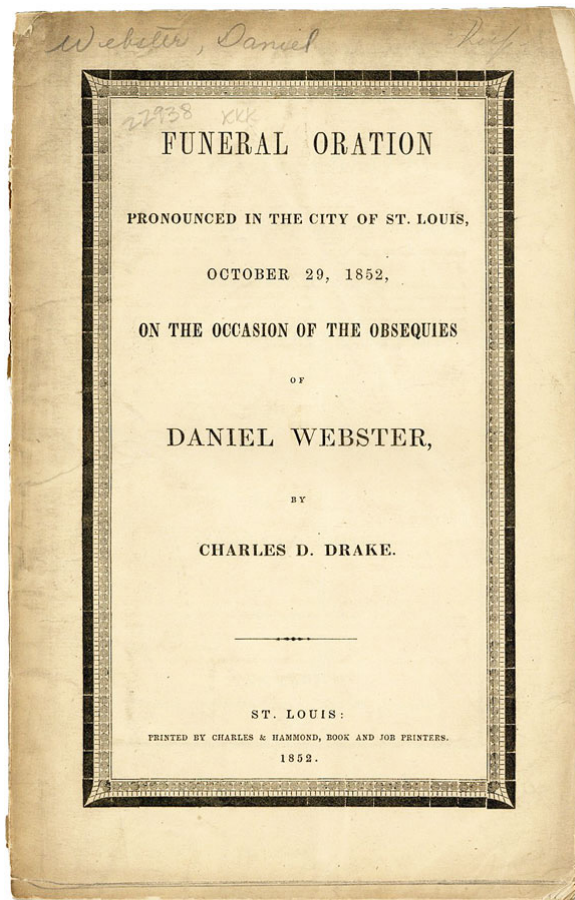 Webster, Daniel
22938 KKK
FUNERAL ORATION
PRONOUNCED IN THE CITY OF ST. LOUIS,
OCTOBER 29, 1852,
ON THE OCCASION OF THE OBSEQUIES
OF
DANIEL WEBSTER,
BY
CHARLES D. DRAKE.
ST. LOUIS:
PRINTED BY CHARLES & HAMMOND, BOOK AND JOB PRINTERS.
1852.